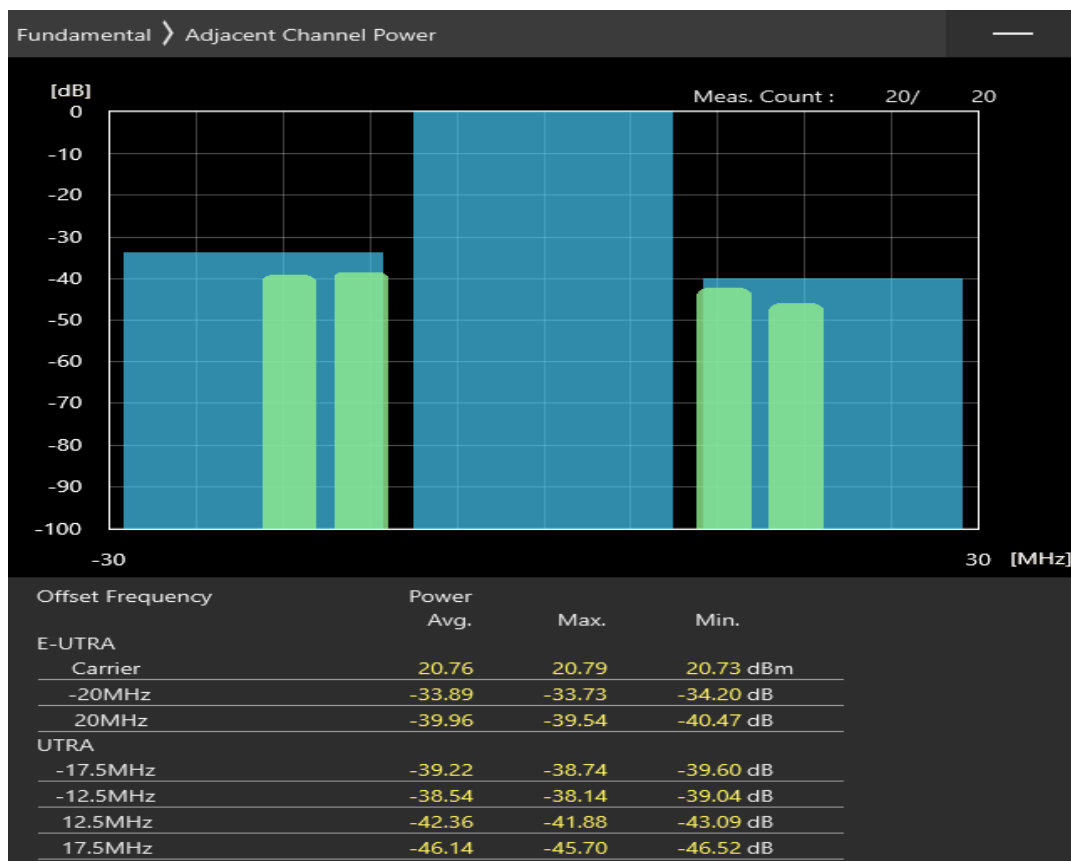 Fundamental ❯ Adjacent Channel Power
[dB]
Meas. Count : 20/ 20
0
-10
-20
-30
-40
-50
-60
-70
-80
-90
-100
-30 30 [MHz]
Offset Frequency Power
Avg. Max. Min.
E-UTRA
Carrier 20.76 20.79 20.73 dBm
-20MHz -33.89 -33.73 -34.20 dB
20MHz -39.96 -39.54 -40.47 dB
UTRA
-17.5MHz -39.22 -38.74 -39.60 dB
-12.5MHz -38.54 -38.14 -39.04 dB
12.5MHz -42.36 -41.88 -43.09 dB
17.5MHz -46.14 -45.70 -46.52 dB